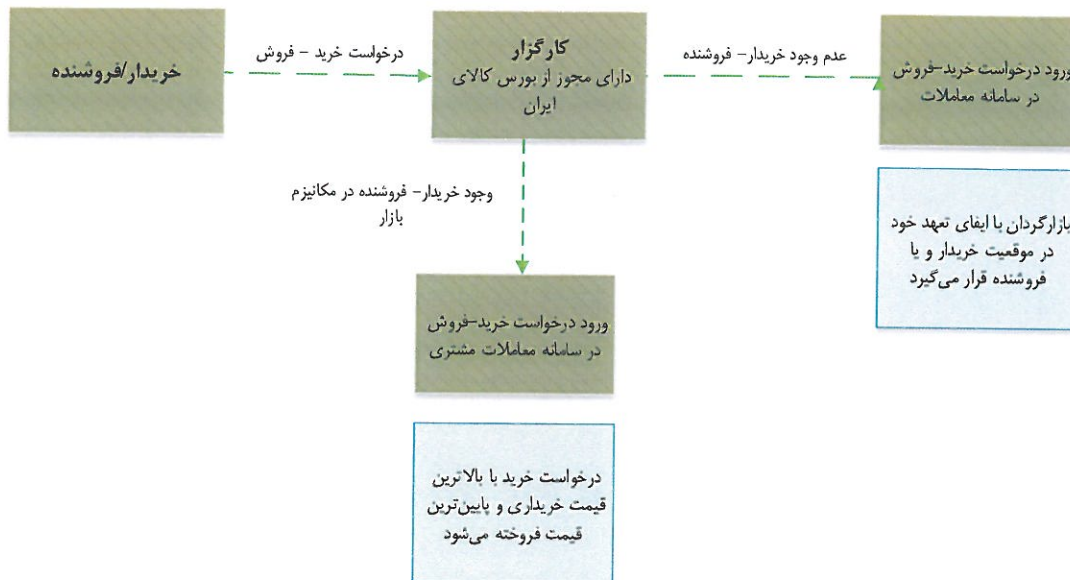 خریدار/فروشنده
درخواست خرید – فروش
کارگزار
دارای مجوز از بورس کالای
ایران
عدم وجود خریدار– فروشنده
ورود درخواست خرید–فروش
در سامانه معاملات
بازارگردان با ایفای تعهد خود
در موقعیت خریدار و یا
فروشنده قرار می‌گیرد
وجود خریدار– فروشنده در مکانیزم
بازار
ورود درخواست خرید–فروش
در سامانه معاملات مشتری
درخواست خرید با بالاترین
قیمت خریداری و پایین‌ترین
قیمت فروخته می‌شود